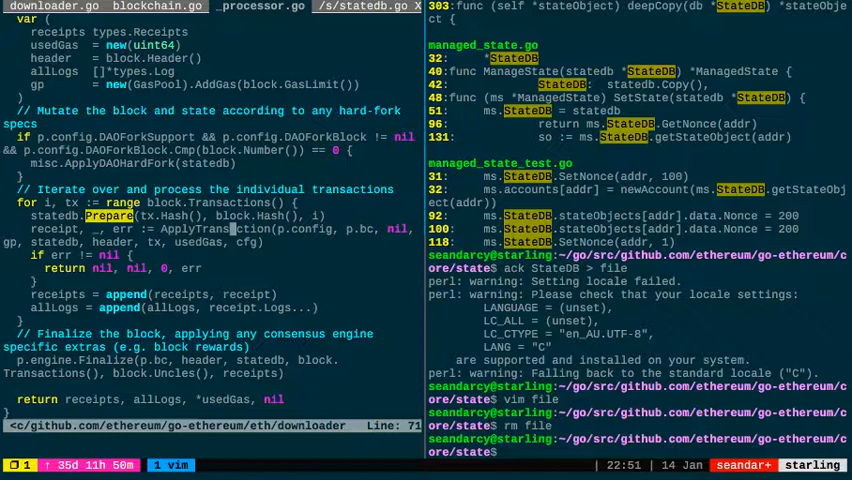 downloader.go  blockchain.go  _processor.go  /s/statedb.go X
var (
receipts types.Receipts
usedGas  = new(uint64)
header   = block.Header()
allLogs  []*types.Log
gp       = new(GasPool).AddGas(block.GasLimit())
)
// Mutate the block and state according to any hard-fork
specs
if p.config.DAOForkSupport && p.config.DAOForkBlock != nil
&& p.config.DAOForkBlock.Cmp(block.Number()) == 0 {
misc.ApplyDAOHardFork(statedb)
}
// Iterate over and process the individual transactions
for i, tx := range block.Transactions() {
statedb.Prepare(tx.Hash(), block.Hash(), i)
receipt, _, err := ApplyTransaction(p.config, p.bc, nil,
gp, statedb, header, tx, usedGas, cfg)
if err != nil {
return nil, nil, 0, err
}
receipts = append(receipts, receipt)
allLogs = append(allLogs, receipt.Logs...)
}
// Finalize the block, applying any consensus engine
specific extras (e.g. block rewards)
p.engine.Finalize(p.bc, header, statedb, block.
Transactions(), block.Uncles(), receipts)
return receipts, allLogs, *usedGas, nil
}
<c/github.com/ethereum/go-ethereum/eth/downloader   Line: 71
303:func (self *stateObject) deepCopy(db *StateDB) *stateObje
ct {
managed_state.go
32:     *StateDB
40:func ManageState(statedb *StateDB) *ManagedState {
42:             StateDB:  statedb.Copy(),
48:func (ms *ManagedState) SetState(statedb *StateDB) {
51:     ms.StateDB = statedb
96:             return ms.StateDB.GetNonce(addr)
131:            so := ms.StateDB.getStateObject(addr)
managed_state_test.go
31:     ms.StateDB.SetNonce(addr, 100)
32:     ms.accounts[addr] = newAccount(ms.StateDB.getStateObj
ect(addr))
92:     ms.StateDB.stateObjects[addr].data.Nonce = 200
100:    ms.StateDB.stateObjects[addr].data.Nonce = 200
118:    ms.StateDB.SetNonce(addr, 1)
seandarcy@starling:~/go/src/github.com/ethereum/go-ethereum/c
ore/state$ ack StateDB > file
perl: warning: Setting locale failed.
perl: warning: Please check that your locale settings:
LANGUAGE = (unset),
LC_ALL = (unset),
LC_CTYPE = "en_AU.UTF-8",
LANG = "C"
are supported and installed on your system.
perl: warning: Falling back to the standard locale ("C").
seandarcy@starling:~/go/src/github.com/ethereum/go-ethereum/c
ore/state$ vim file
seandarcy@starling:~/go/src/github.com/ethereum/go-ethereum/c
ore/state$ rm file
seandarcy@starling:~/go/src/github.com/ethereum/go-ethereum/c
ore/state$
❐ 1  ↑ 35d 11h 50m  1 vim  | 22:51 | 14 Jan  seandar+  starling